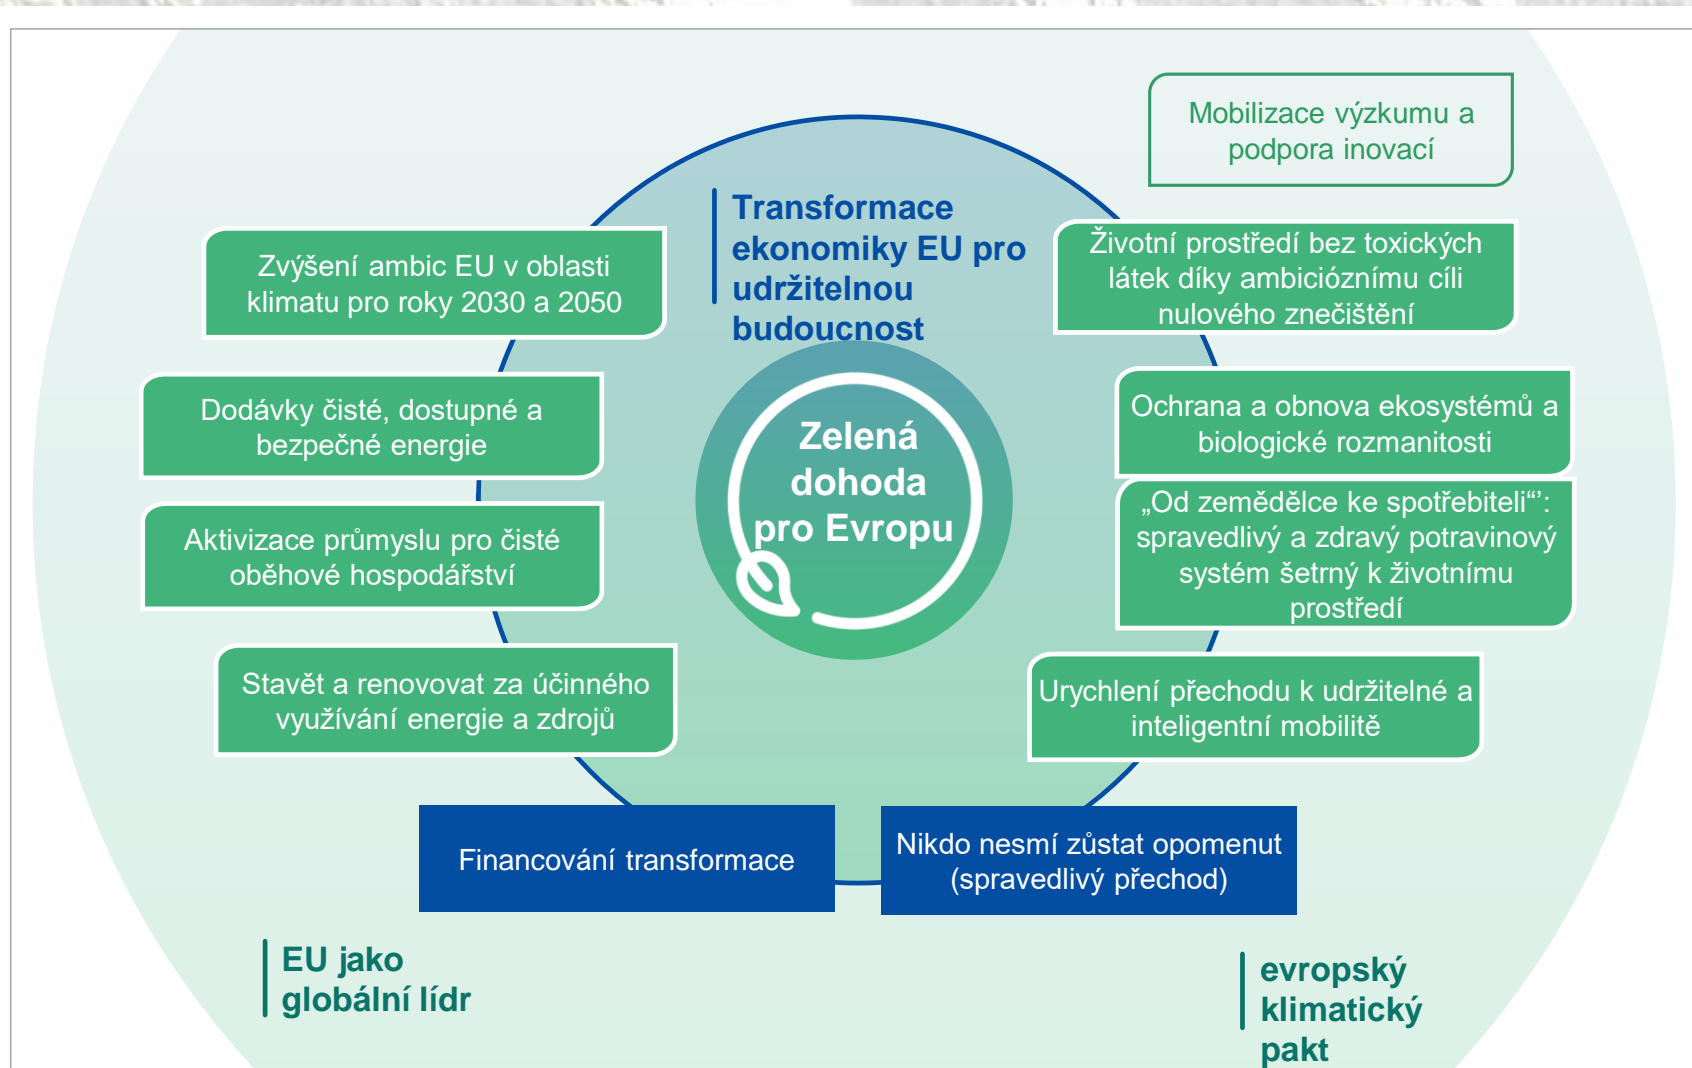 Mobilizace výzkumu a
podpora inovací
Transformace
ekonomiky EU pro
udržitelnou
budoucnost
Zvýšení ambic EU v oblasti
klimatu pro roky 2030 a 2050
Životní prostředí bez toxických
látek díky ambicióznímu cíli
nulového znečištění
Dodávky čisté, dostupné a
bezpečné energie
Zelená
dohoda
pro Evropu
Ochrana a obnova ekosystémů a
biologické rozmanitosti
Aktivizace průmyslu pro čisté
oběhové hospodářství
„Od zemědělce ke spotřebiteli“’:
spravedlivý a zdravý potravinový
systém šetrný k životnímu
prostředí
Stavět a renovovat za účinného
využívání energie a zdrojů
Urychlení přechodu k udržitelné a
inteligentní mobilitě
Financování transformace
Nikdo nesmí zůstat opomenut
(spravedlivý přechod)
EU jako
globální lídr
evropský
klimatický
pakt